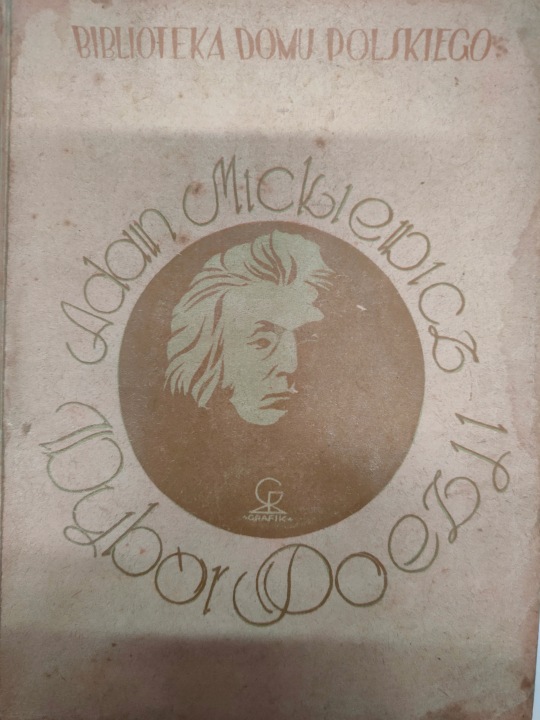 BIBLIOTEKA DOMU POLSKIEGO
Adam Mickiewicz
Wybór Poezji
GRAFIK